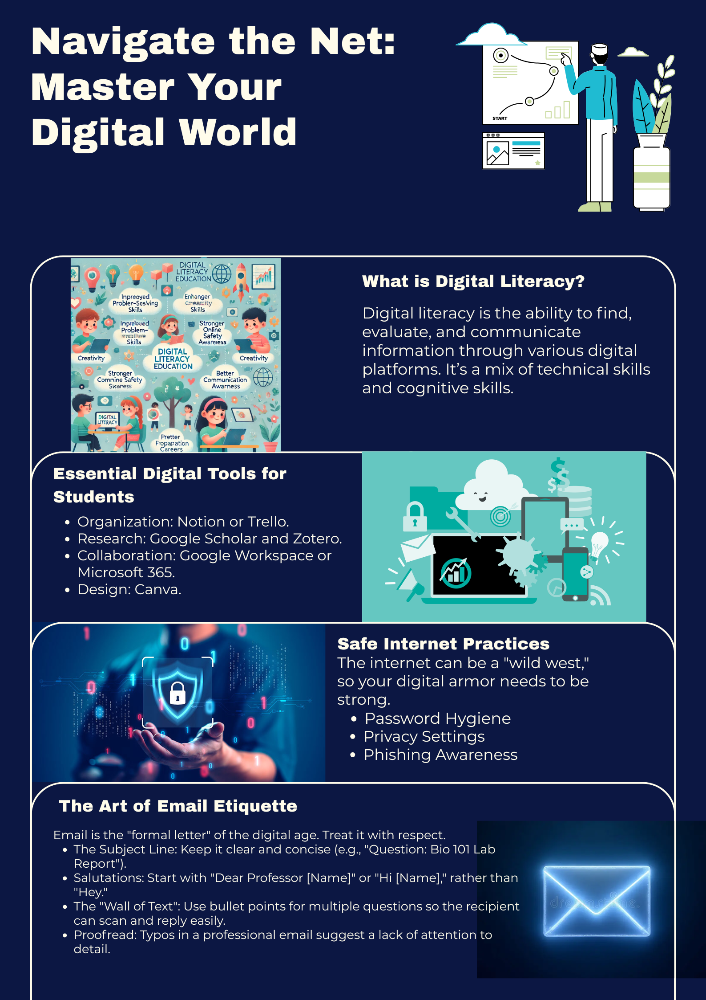 Navigate the Net:
Master Your
Digital World
START
DIGITAL
LITERACY
EDUCATION
Inpreoved
Probler-Soslving
Skills
Enhanger
Skills
Impreloved
Problem-
Skills
Stronger
Online
Safety
Awareiess
Creativity
DIGITAL
LITERACY
EDUCATION
Creativity
Stronger
Comnine Safety
Skaress
Better
Communication
Awarness
DIGITAL
LITERACY
Pretter
Fopapation
Careers
What is Digital Literacy?
Digital literacy is the ability to find,
evaluate, and communicate
information through various digital
platforms. It’s a mix of technical skills
and cognitive skills.
Essential Digital Tools for
Students
• Organization: Notion or Trello.
• Research: Google Scholar and Zotero.
• Collaboration: Google Workspace or
Microsoft 365.
• Design: Canva.
Safe Internet Practices
The internet can be a "wild west,"
so your digital armor needs to be
strong.
• Password Hygiene
• Privacy Settings
• Phishing Awareness
The Art of Email Etiquette
Email is the "formal letter" of the digital age. Treat it with respect.
• The Subject Line: Keep it clear and concise (e.g., "Question: Bio 101 Lab
Report").
• Salutations: Start with "Dear Professor [Name]" or "Hi [Name]," rather than
"Hey."
• The "Wall of Text": Use bullet points for multiple questions so the recipient
can scan and reply easily.
• Proofread: Typos in a professional email suggest a lack of attention to
detail.
dreamstime.